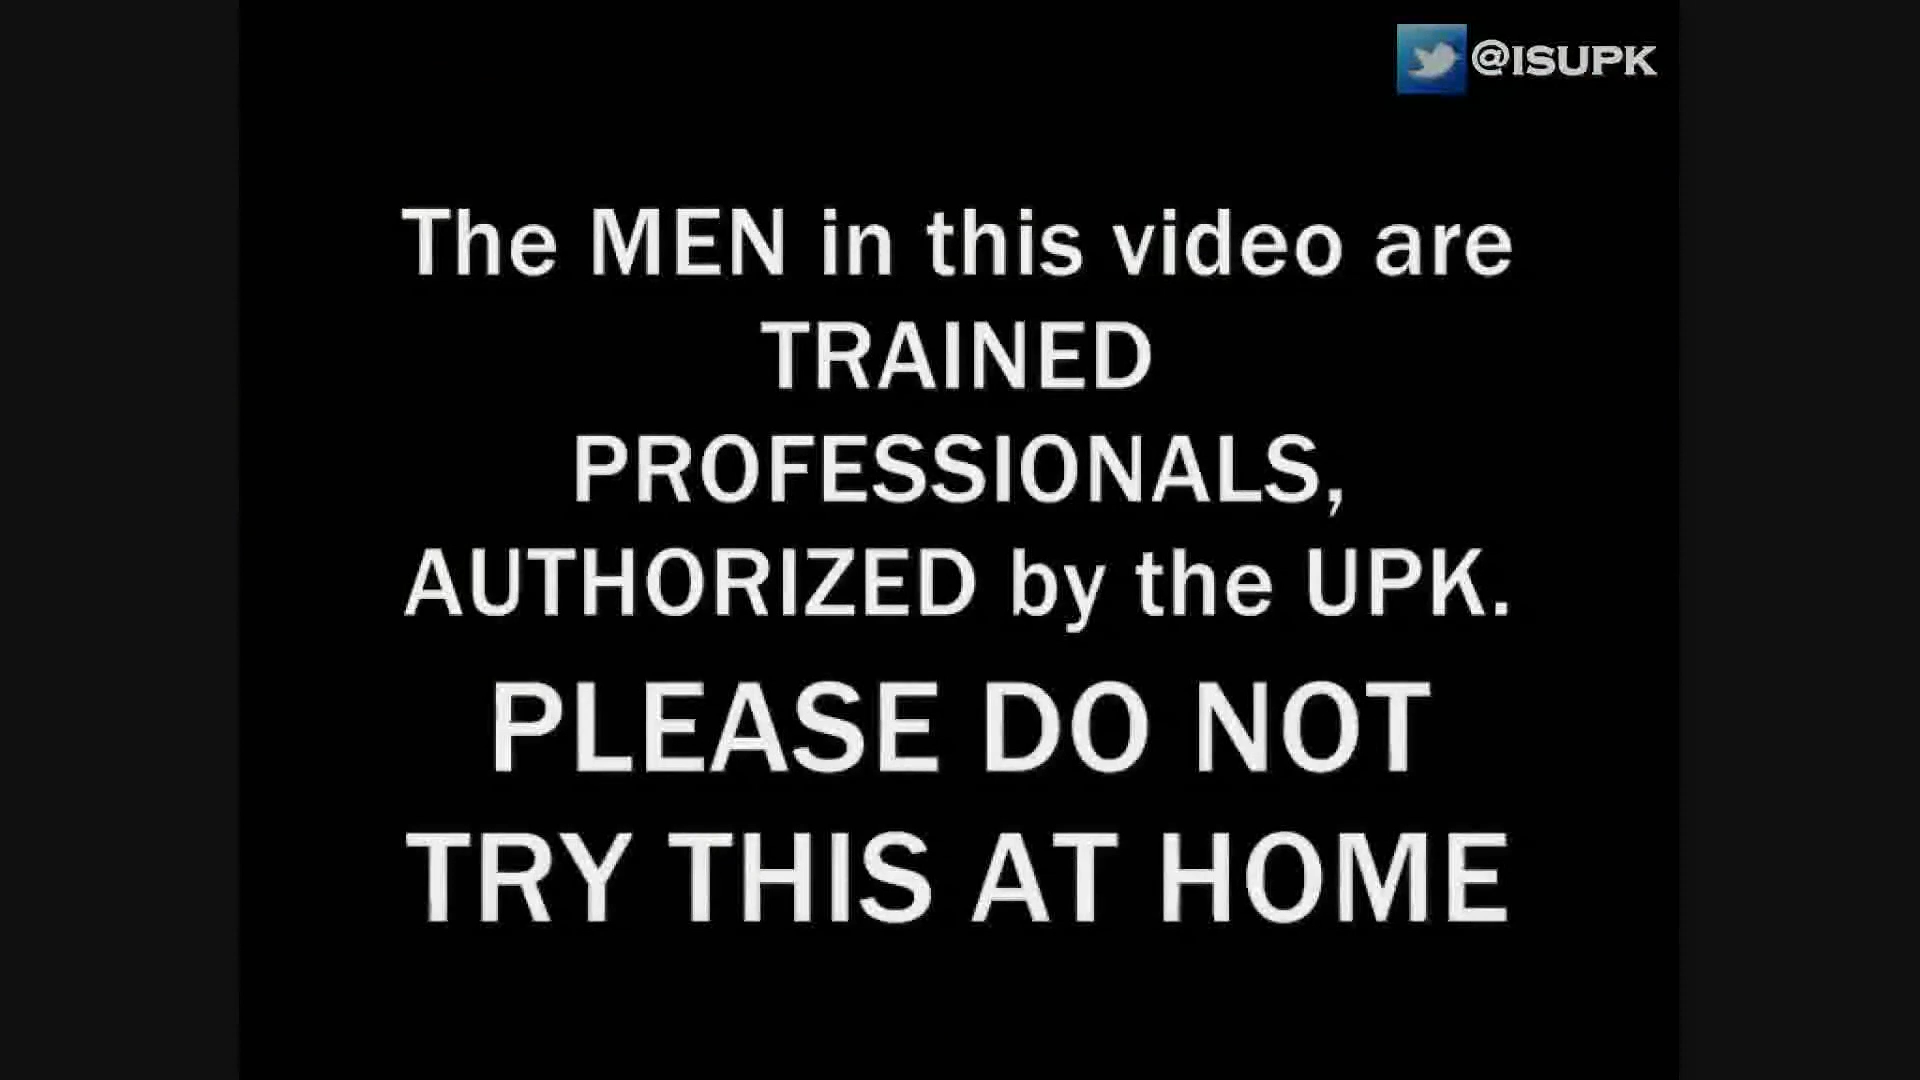 @ISUPK
The MEN in this video are
TRAINED
PROFESSIONALS,
AUTHORIZED by the UPK.
PLEASE DO NOT
TRY THIS AT HOME